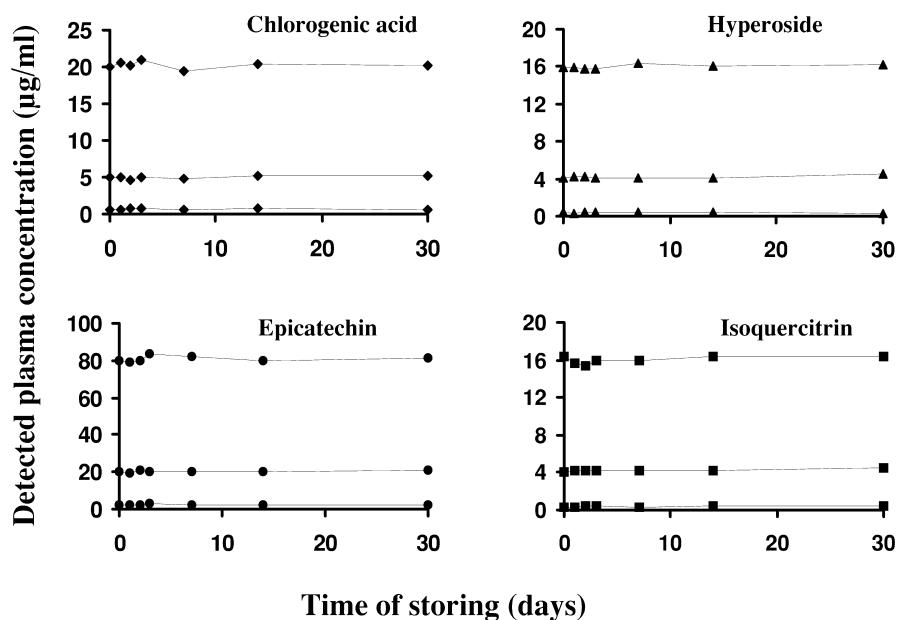 Detected plasma concentration (µg/ml)
Chlorogenic acid
25
20
15
10
5
0
0 10 20 30
Hyperoside
20
16
12
8
4
0
0 10 20 30
Epicatechin
100
80
60
40
20
0
0 10 20 30
Isoquercitrin
20
16
12
8
4
0
0 10 20 30
Time of storing (days)